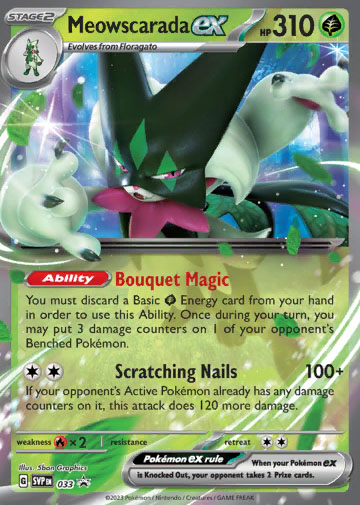 STAGE2 Meowscarada ex HP 310
Evolves from Floragato
Ability Bouquet Magic
You must discard a Basic Energy card from your hand
in order to use this Ability. Once during your turn, you
may put 3 damage counters on 1 of your opponent's
Benched Pokémon.
Scratching Nails 100+
If your opponent's Active Pokémon already has any damage
counters on it, this attack does 120 more damage.
weakness ×2 resistance retreat
Pokémon ex rule When your Pokémon ex
is Knocked Out, your opponent takes 2 Prize cards.
Illus. 5ban Graphics
G SVP EN 033
©2023 Pokémon / Nintendo / Creatures / GAME FREAK